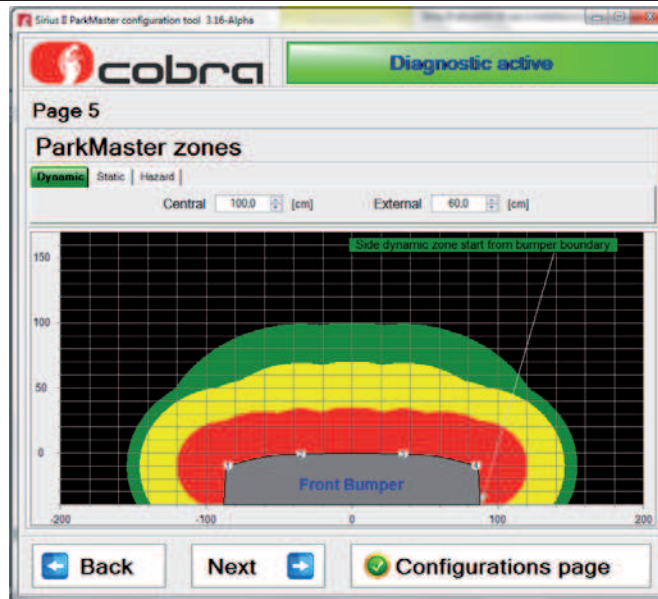 Sirius II ParkMaster configuration tool 3.16-Alpha
cobra
Diagnostic active
Page 5
ParkMaster zones
Dynamic Static Hazard
Central 100.0 [cm] External 60.0 [cm]
Side dynamic zone start from bumper boundary
150
100
50
0
Front Bumper
-200 -100 0 100 200
Back Next Configurations page